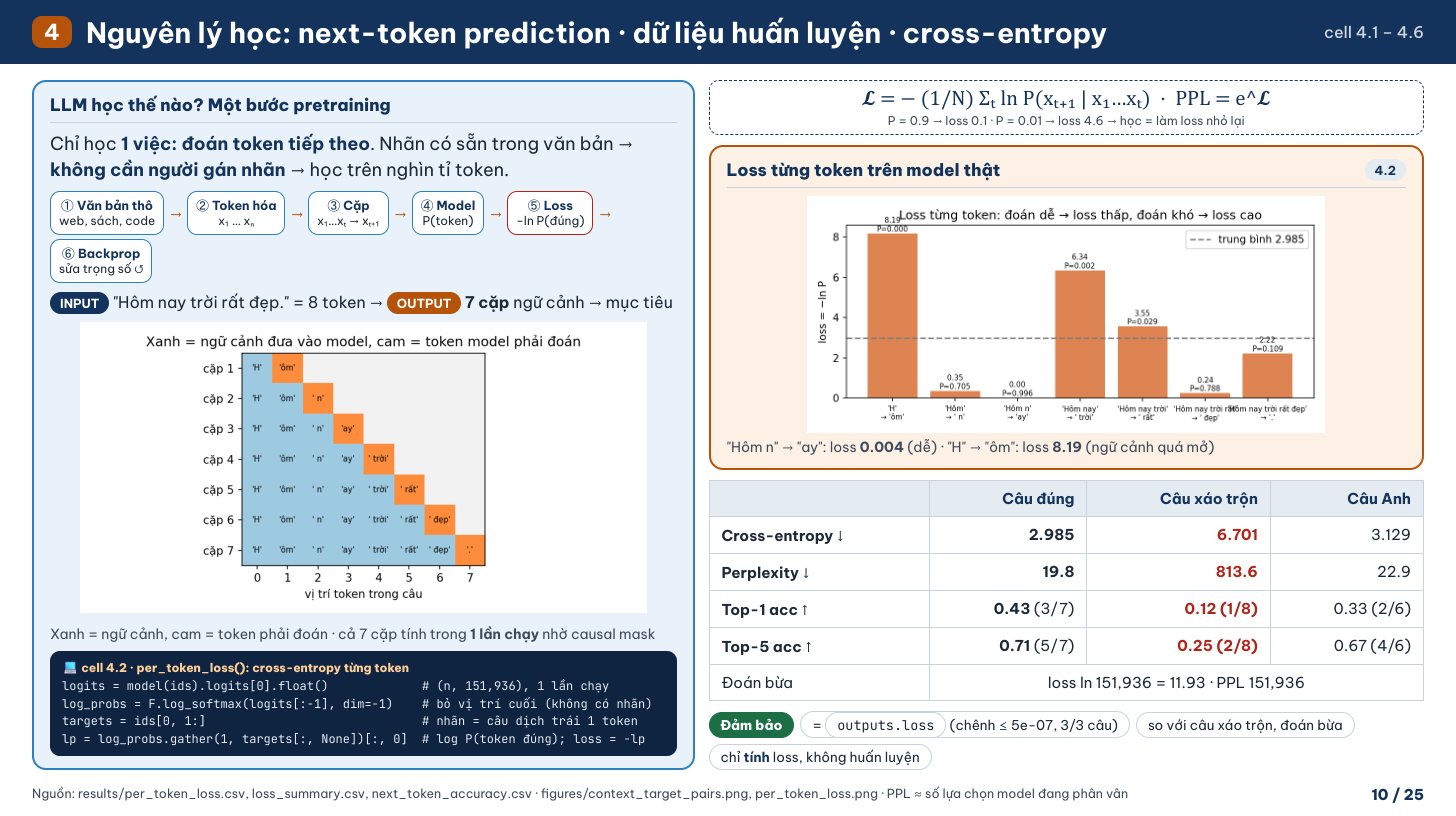 4 Nguyên lý học: next-token prediction · dữ liệu huấn luyện · cross-entropy
cell 4.1 – 4.6
LLM học thế nào? Một bước pretraining
Chỉ học 1 việc: đoán token tiếp theo. Nhãn có sẵn trong văn bản →
không cần người gán nhãn → học trên nghìn tỉ token.
① Văn bản thô → ② Token hóa → ③ Cặp → ④ Model → ⑤ Loss →
web, sách, code x₁ … xₙ x₁…xₜ → xₜ₊₁ P(token) −ln P(đúng)
⑥ Backprop
sửa trọng số ↺
INPUT "Hôm nay trời rất đẹp." = 8 token → OUTPUT 7 cặp ngữ cảnh → mục tiêu
Xanh = ngữ cảnh đưa vào model, cam = token model phải đoán
cặp 1 'H' 'ôm'
cặp 2 'H' 'ôm' ' n'
cặp 3 'H' 'ôm' ' n' 'ay'
cặp 4 'H' 'ôm' ' n' 'ay' ' trời'
cặp 5 'H' 'ôm' ' n' 'ay' ' trời' ' rất'
cặp 6 'H' 'ôm' ' n' 'ay' ' trời' ' rất' ' đẹp'
cặp 7 'H' 'ôm' ' n' 'ay' ' trời' ' rất' ' đẹp' '.'
0 1 2 3 4 5 6 7
vị trí token trong câu
Xanh = ngữ cảnh, cam = token phải đoán · cả 7 cặp tính trong 1 lần chạy nhờ causal mask
💻 cell 4.2 · per_token_loss(): cross-entropy từng token
logits = model(ids).logits[0].float() # (n, 151,936), 1 lần chạy
log_probs = F.log_softmax(logits[:-1], dim=-1) # bỏ vị trí cuối (không có nhãn)
targets = ids[0, 1:] # nhãn = câu dịch trái 1 token
lp = log_probs.gather(1, targets[:, None])[:, 0] # log P(token đúng); loss = -lp
ℒ = − (1/N) Σₜ ln P(xₜ₊₁ | x₁…xₜ) · PPL = e^ℒ
P = 0.9 → loss 0.1 · P = 0.01 → loss 4.6 → học = làm loss nhỏ lại
Loss từng token trên model thật
4.2
Loss từng token: đoán dễ → loss thấp, đoán khó → loss cao
trung bình 2.985
loss = −ln P
8
6
4
2
0
8.19
P=0.000
0.35
P=0.705
0.00
P=0.996
6.34
P=0.002
3.55
P=0.029
0.24
P=0.788
2.22
P=0.109
'H' 'Hôm' 'Hôm n' 'Hôm nay' 'Hôm nay trời' 'Hôm nay trời rất' 'Hôm nay trời rất đẹp'
→ 'ôm' → ' n' → 'ay' → ' trời' → ' rất' → ' đẹp' → '.'
"Hôm n" → "ay": loss 0.004 (dễ) · "H" → "ôm": loss 8.19 (ngữ cảnh quá mở)
Câu đúng Câu xáo trộn Câu Anh
Cross-entropy ↓ 2.985 6.701 3.129
Perplexity ↓ 19.8 813.6 22.9
Top-1 acc ↑ 0.43 (3/7) 0.12 (1/8) 0.33 (2/6)
Top-5 acc ↑ 0.71 (5/7) 0.25 (2/8) 0.67 (4/6)
Đoán bừa loss ln 151,936 = 11.93 · PPL 151,936
Đảm bảo = outputs.loss (chênh ≤ 5e-07, 3/3 câu) so với câu xáo trộn, đoán bừa
chỉ tính loss, không huấn luyện
Nguồn: results/per_token_loss.csv, loss_summary.csv, next_token_accuracy.csv · figures/context_target_pairs.png, per_token_loss.png · PPL ≈ số lựa chọn model đang phân vân
10 / 25